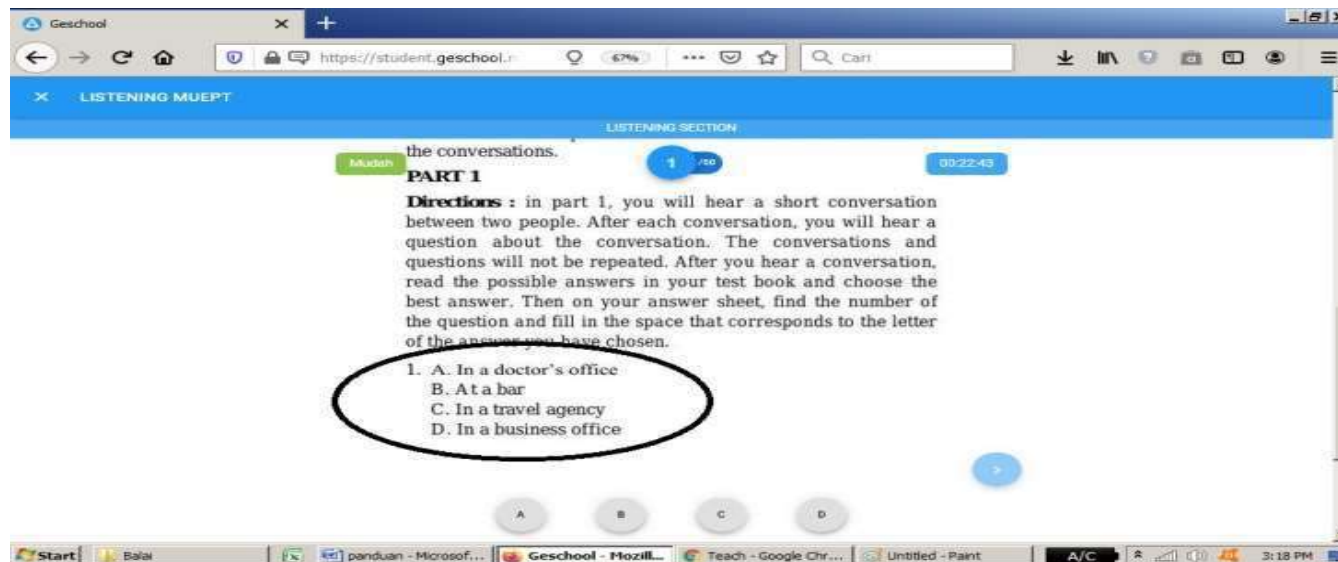 Geschool
https://student.geschool.
67%
Cari
LISTENING MUEPT
LISTENING SECTION
the conversations.
Mudah
1 /50
00:22:43
PART 1
Directions : in part 1, you will hear a short conversation
between two people. After each conversation, you will hear a
question about the conversation. The conversations and
questions will not be repeated. After you hear a conversation,
read the possible answers in your test book and choose the
best answer. Then on your answer sheet, find the number of
the question and fill in the space that corresponds to the letter
of the answer you have chosen.
1. A. In a doctor's office
B. At a bar
C. In a travel agency
D. In a business office
A B C D
Start Balai panduan - Microsof... Geschool - Mozill... Teach - Google Chr... Untitled - Paint A/C 3:18 PM